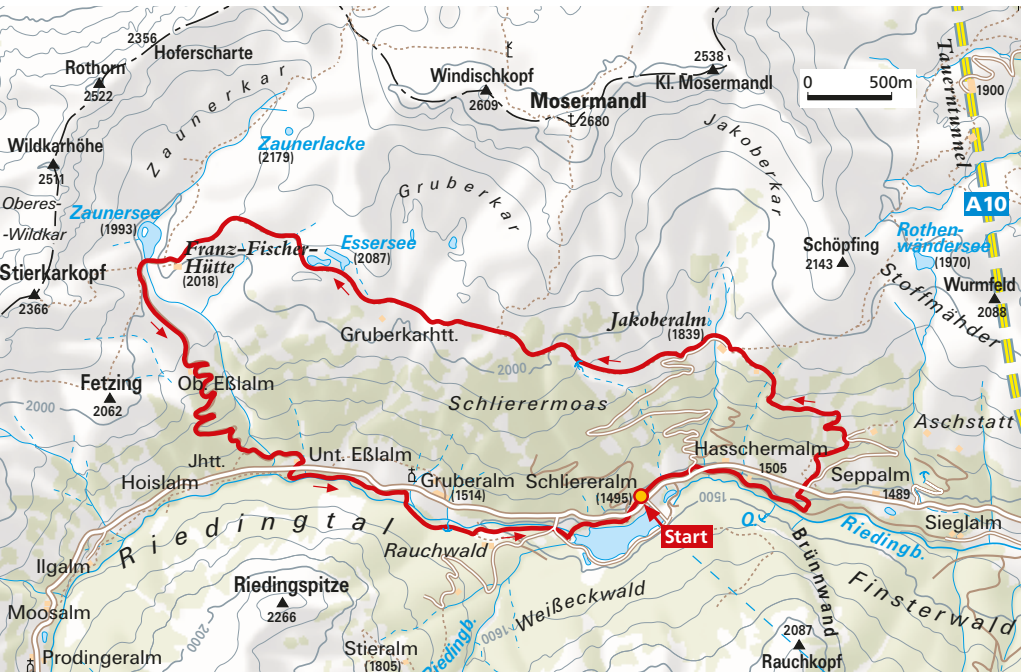 2356
Hoferscharte
Rothorn
2522
Zaunerkar
Windischkopf
2609
Mosermandl
2680
2538
Kl. Mosermandl
0 500m
Tauerntunnel
1900
A10
Wildkarhöhe
2511
Zaunerlacke
(2179)
Jakoberkar
Gruberkar
Oberes-
-Wildkar
Zaunersee
(1993)
Franz-Fischer-
Hütte
(2018)
Essersee
(2087)
Schöpfing
2143
Rothen-
wändersee
(1970)
Stierkarkopf
2366
Stoffmähder
Wurmfeld
2088
Gruberkarhtt.
Jakoberalm
(1839)
2000
Fetzing
2062
2000
Ob. Eßlalm
Schlierermoas
Aschstatt
Jhtt.
Unt. Eßlalm
Hasschermalm
1505
Hoislalm
Gruberalm
(1514)
Schliereralm
(1495)
Seppalm
1489
1500
Riedingtal
Start
Riedingb.
Sieglalm
Rauchwald
Brünnwand
Ilgalm
Riedingspitze
2266
Weißeckwald
Finsterwald
Moosalm
2000
1600
Riedingb.
2087
Rauchkopf
Stieralm
(1805)
Prodingeralm